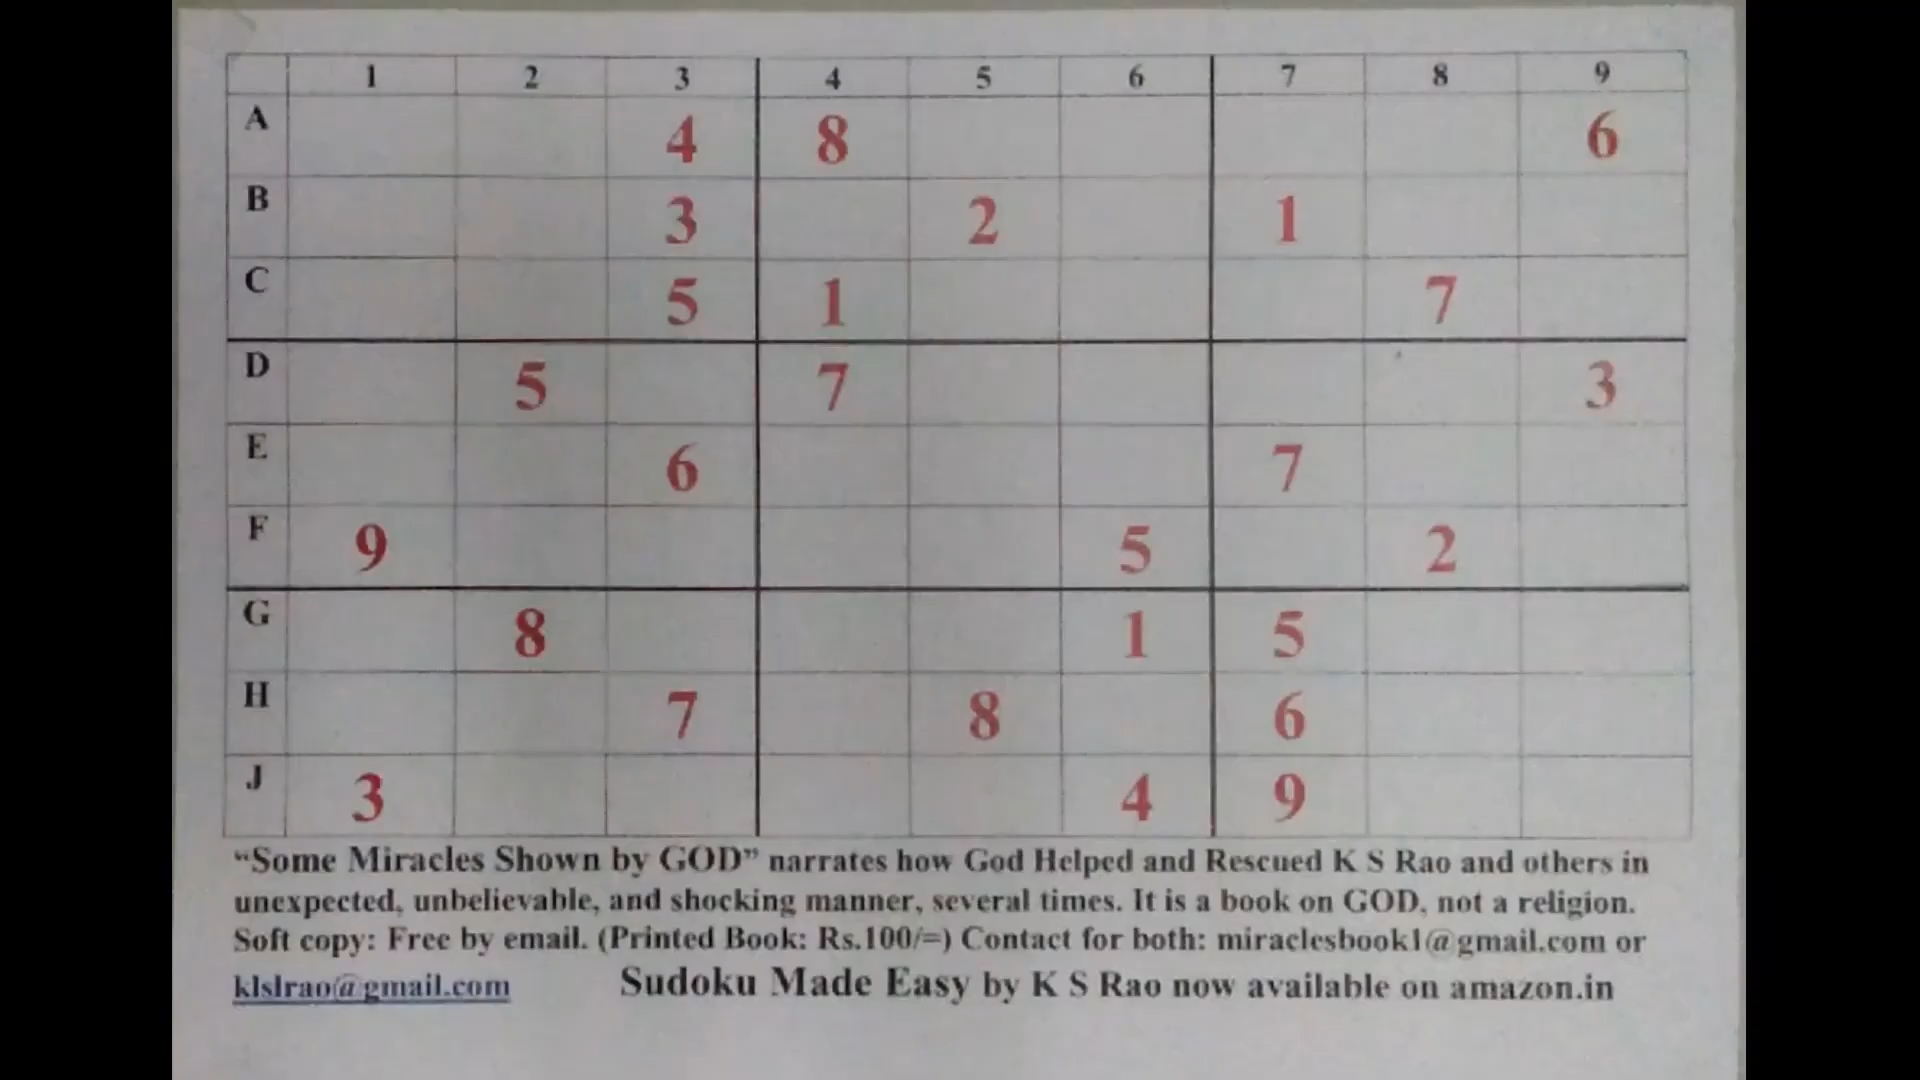 1 2 3 4 5 6 7 8 9
A 4 8 6
B 3 2 1
C 5 1 7
D 5 7 3
E 6 7
F 9 5 2
G 8 1 5
H 7 8 6
J 3 4 9
“Some Miracles Shown by GOD” narrates how God Helped and Rescued K S Rao and others in
unexpected, unbelievable, and shocking manner, several times. It is a book on GOD, not a religion.
Soft copy: Free by email. (Printed Book: Rs.100/=) Contact for both: miraclesbook1@gmail.com or
klslrao@gmail.com Sudoku Made Easy by K S Rao now available on amazon.in